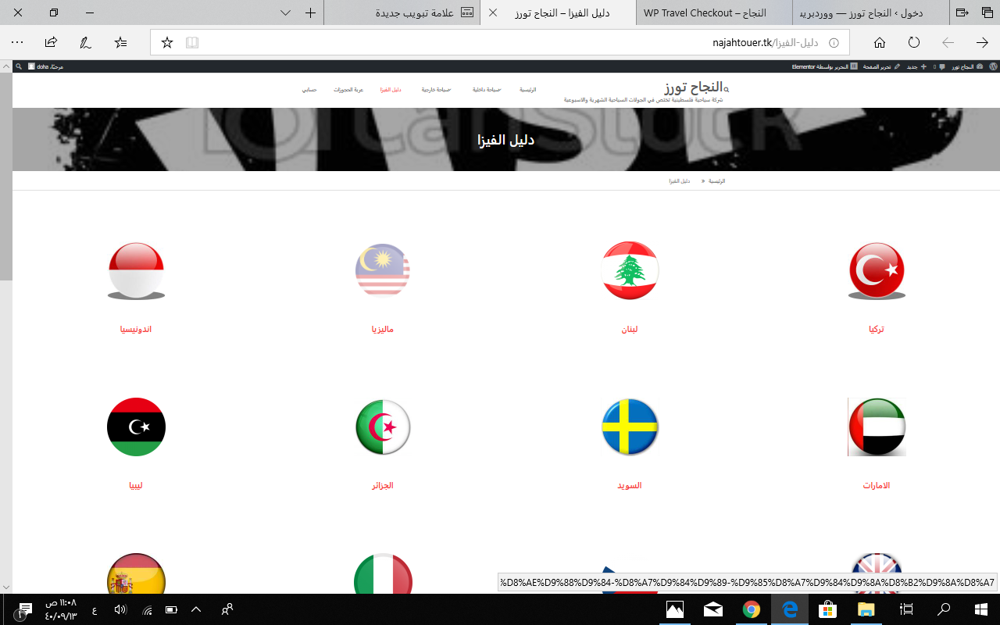 دخول › النجاح تورز — ووردبريس
WP Travel Checkout – النجاح
دليل الفيزا – النجاح تورز
علامة تبويب جديدة
najahtouer.tk/دليل-الفيزا
النجاح تورز
جديد
تحرير الصفحة
التحرير بواسطة Elementor
مرحبًا، doha
النجاح تورز
شركة سياحية فلسطينية تختص في الجولات السياحية الشهرية والاسبوعية
الرئيسية
سياحة داخلية
سياحة خارجية
دليل الفيزا
عربة الحجوزات
حسابي
CanStock
دليل الفيزا
الرئيسية » دليل الفيزا
تركيا
لبنان
ماليزيا
اندونيسيا
الامارات
السويد
الجزائر
ليبيا
%D8%AE%D9%88%D9%84-%D8%A7%D9%84%D9%89-%D9%85%D8%A7%D9%84%D9%8A%D8%B2%D9%8A%D8%A7
ع
١١:٠٨ ص
٤٠/٠٩/١٣
١